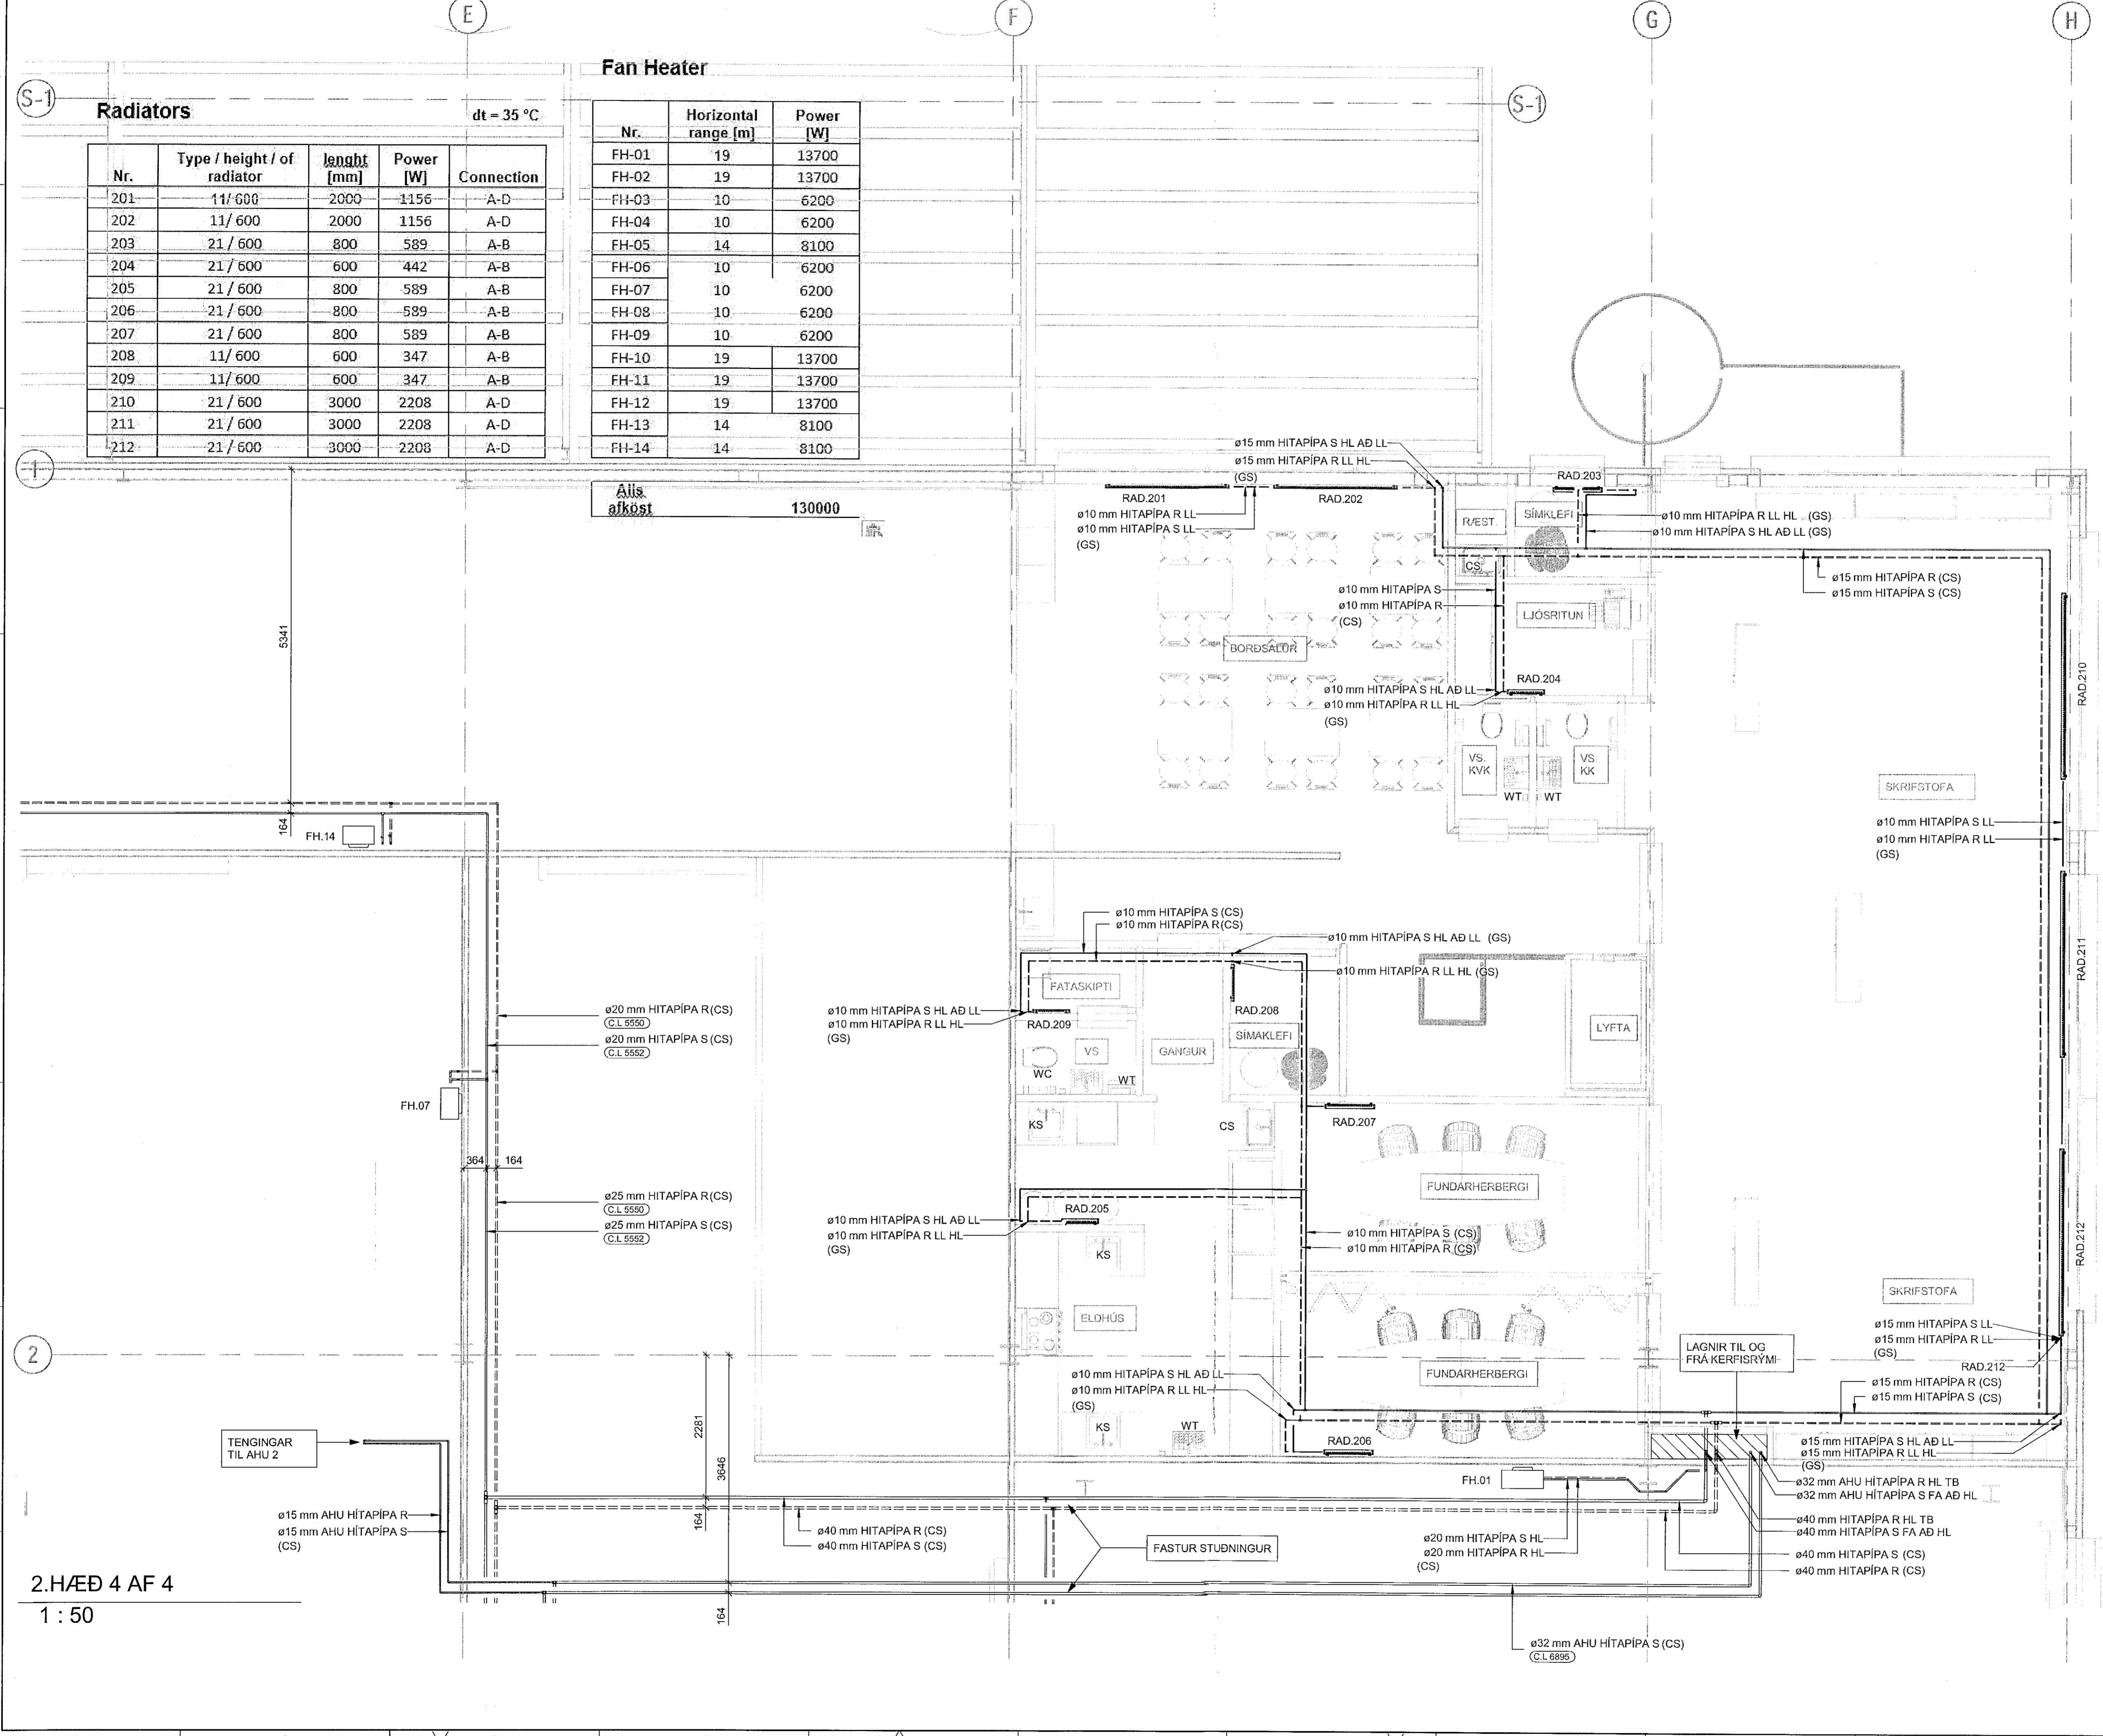 E
F
G
H
S-1
S-1
Radiators
dt = 35 °C
Nr. Type / height / of radiator lenght [mm] Power [W] Connection
201 11/ 600 2000 1156 A-D
202 11/ 600 2000 1156 A-D
203 21 / 600 800 589 A-B
204 21 / 600 600 442 A-B
205 21 / 600 800 589 A-B
206 21 / 600 800 589 A-B
207 21 / 600 800 589 A-B
208 11/ 600 600 347 A-B
209 11/ 600 600 347 A-B
210 21 / 600 3000 2208 A-D
211 21 / 600 3000 2208 A-D
212 21 / 600 3000 2208 A-D
Fan Heater
Nr. Horizontal range [m] Power [W]
FH-01 19 13700
FH-02 19 13700
FH-03 10 6200
FH-04 10 6200
FH-05 14 8100
FH-06 10 6200
FH-07 10 6200
FH-08 10 6200
FH-09 10 6200
FH-10 19 13700
FH-11 19 13700
FH-12 19 13700
FH-13 14 8100
FH-14 14 8100
Alls afköst 130000
1
ø15 mm HITAPÍPA S HL AÐ LL
ø15 mm HITAPÍPA R LL HL
(GS)
RAD.201
RAD.202
RAD.203
ø10 mm HITAPÍPA R LL
ø10 mm HITAPÍPA S LL
(GS)
RÆST.
SÍMKLEFI
ø10 mm HITAPÍPA R LL HL (GS)
ø10 mm HITAPÍPA S HL AÐ LL (GS)
CS
ø15 mm HITAPÍPA R (CS)
ø15 mm HITAPÍPA S (CS)
ø10 mm HITAPÍPA S
ø10 mm HITAPÍPA R
(CS)
LJÓSRITUN
BORÐSALUR
5341
RAD.204
RAD.210
ø10 mm HITAPÍPA S HL AÐ LL
ø10 mm HITAPÍPA R LL HL
(GS)
VS. KVK
VS. KK
WT
WT
SKRIFSTOFA
164
FH.14
ø10 mm HITAPÍPA S LL
ø10 mm HITAPÍPA R LL
(GS)
ø10 mm HITAPÍPA S (CS)
ø10 mm HITAPÍPA R (CS)
ø10 mm HITAPÍPA S HL AÐ LL (GS)
ø10 mm HITAPÍPA R LL HL (GS)
RAD.211
FATASKIPTI
ø20 mm HITAPÍPA R (CS)
C.L 5550
ø20 mm HITAPÍPA S (CS)
C.L 5552
ø10 mm HITAPÍPA S HL AÐ LL
ø10 mm HITAPÍPA R LL HL
(GS)
RAD.209
RAD.208
SÍMAKLEFI
LYFTA
VS
GANGUR
WC
WT
FH.07
KS
CS
RAD.207
364
164
FUNDARHERBERGI
ø25 mm HITAPÍPA R (CS)
C.L 5550
ø25 mm HITAPÍPA S (CS)
C.L 5552
RAD.205
ø10 mm HITAPÍPA S HL AÐ LL
ø10 mm HITAPÍPA R LL HL
(GS)
ø10 mm HITAPÍPA S (CS)
ø10 mm HITAPÍPA R (CS)
KS
RAD.212
SKRIFSTOFA
ELDHÚS
ø15 mm HITAPÍPA S LL
ø15 mm HITAPÍPA R LL
(GS)
RAD.212
2
LAGNIR TIL OG
FRÁ KERFISRÝMI
FUNDARHERBERGI
ø10 mm HITAPÍPA S HL AÐ LL
ø10 mm HITAPÍPA R LL HL
(GS)
ø15 mm HITAPÍPA R (CS)
ø15 mm HITAPÍPA S (CS)
2281
3646
KS
WT
RAD.206
TENGINGAR
TIL AHU 2
ø15 mm HITAPÍPA S HL AÐ LL
ø15 mm HITAPÍPA R LL HL
(GS)
FH.01
ø32 mm AHU HÍTAPÍPA R HL TB
ø32 mm AHU HÍTAPÍPA S FA AÐ HL
ø15 mm AHU HÍTAPÍPA R
ø15 mm AHU HÍTAPÍPA S
(CS)
164
ø40 mm HITAPÍPA R (CS)
ø40 mm HITAPÍPA S (CS)
FASTUR STUÐNINGUR
ø20 mm HITAPÍPA S HL
ø20 mm HITAPÍPA R HL
(CS)
ø40 mm HITAPÍPA R HL TB
ø40 mm HITAPÍPA S FA AÐ HL
ø40 mm HITAPÍPA S (CS)
ø40 mm HITAPÍPA R (CS)
2.HÆÐ 4 AF 4
1 : 50
164
ø32 mm AHU HÍTAPÍPA S (CS)
C.L 6895